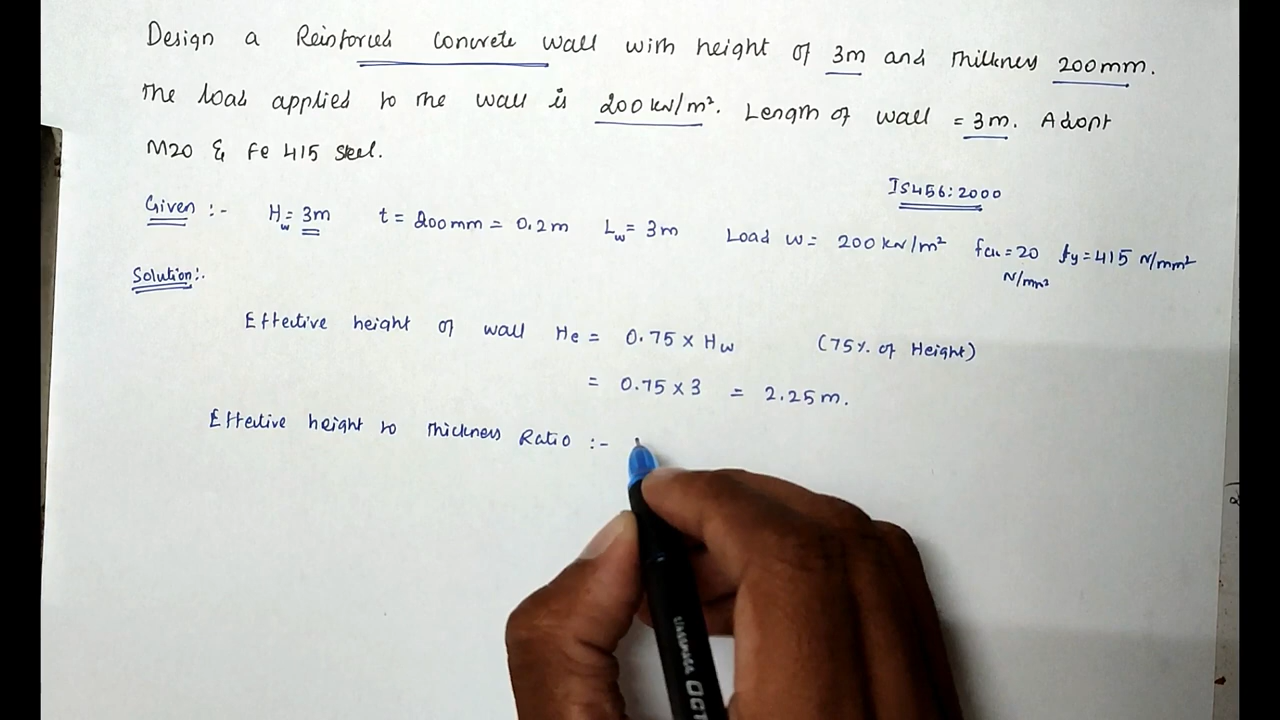 Design a Reinforced concrete wall with height of 3m and thickness 200mm.
The load applied to the wall is 200 kN/m². Length of wall = 3m. Adopt
M20 & Fe 415 steel.
IS456:2000
Given :- Hw = 3m t = 200mm = 0.2m Lw = 3m Load w = 200 kN/m² fck = 20 N/mm² fy = 415 N/mm²
Solution:-
Effective height of wall He = 0.75 × Hw (75% of Height)
= 0.75 × 3 = 2.25m.
Effective height to thickness Ratio :-